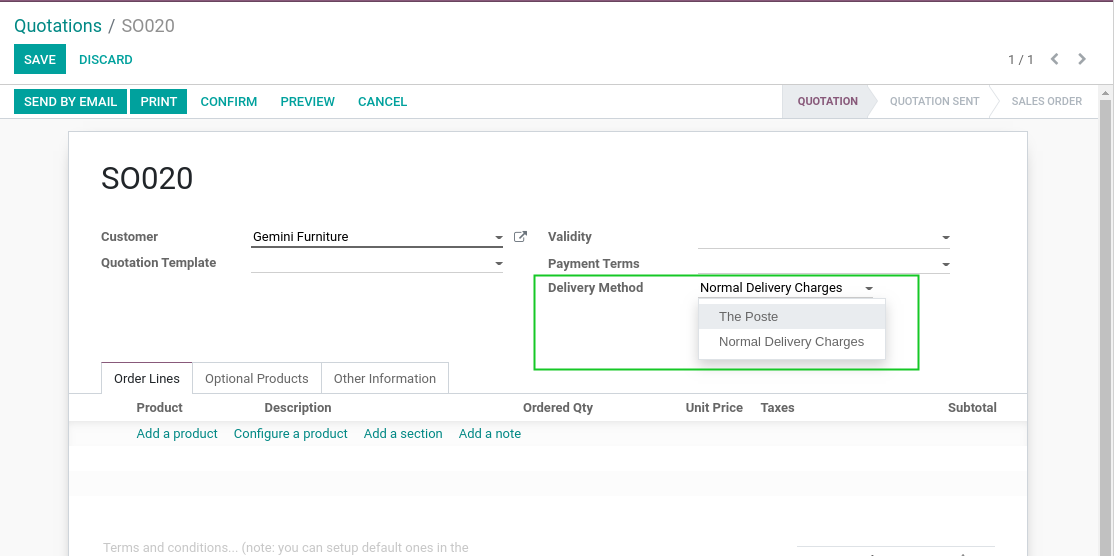 Quotations / SO020
SAVE DISCARD 1 / 1
SEND BY EMAIL PRINT CONFIRM PREVIEW CANCEL QUOTATION QUOTATION SENT SALES ORDER
SO020
Customer Gemini Furniture Validity
Quotation Template Payment Terms
Delivery Method Normal Delivery Charges
The Poste
Normal Delivery Charges
Order Lines Optional Products Other Information
Product Description Ordered Qty Unit Price Taxes Subtotal
Add a product Configure a product Add a section Add a note
Terms and conditions... (note: you can setup default ones in the